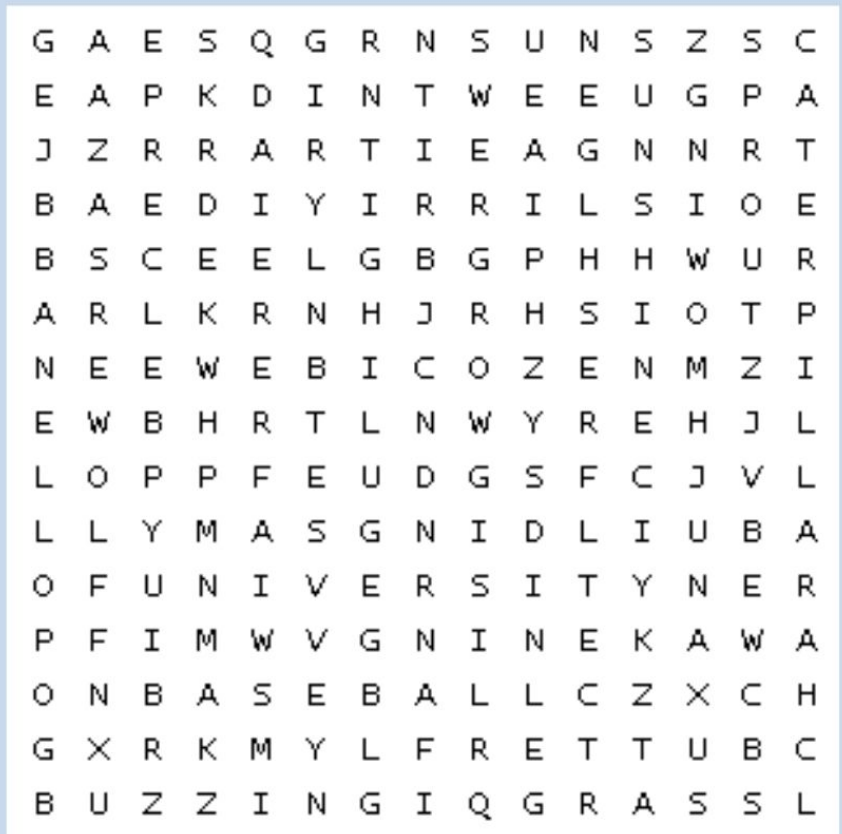 G A E S Q G R N S U N S Z S C
E A P K D I N T W E E U G P A
J Z R R A R T I E A G N N R T
B A E D I Y I R R I L S I O E
B S C E E L G B G P H H W U R
A R L K R N H J R H S I O T P
N E E W E B I C O Z E N M Z I
E W B H R T L N W Y R E H J L
L O P P F E U D G S F C J V L
L L Y M A S G N I D L I U B A
O F U N I V E R S I T Y N E R
P F I M W V G N I N E K A W A
O N B A S E B A L L C Z X C H
G X R K M Y L F R E T T U B C
B U Z Z I N G I Q G R A S S L